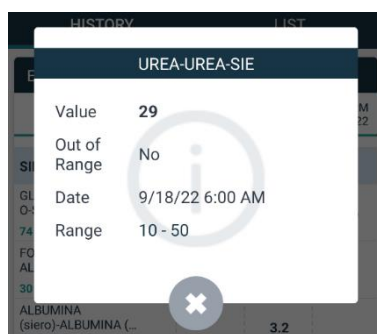 HISTORY LIST
UREA-UREA-SIE
Value 29
Out of
Range No
Date 9/18/22 6:00 AM
Range 10 - 50
74
30
ALBUMINA
(siero)-ALBUMINA (... 3.2